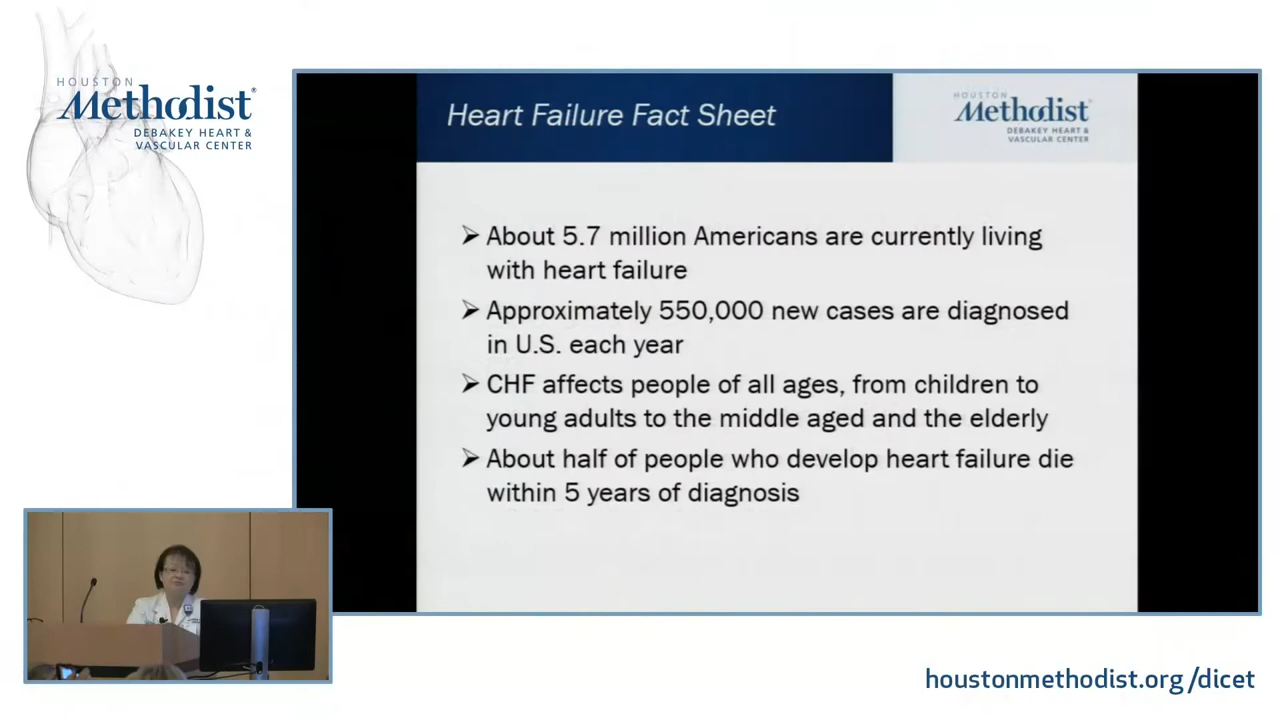 HOUSTON
Methodist®
DEBAKEY HEART &
VASCULAR CENTER
Heart Failure Fact Sheet
HOUSTON
Methodist
DEBAKEY HEART &
VASCULAR CENTER
➢ About 5.7 million Americans are currently living
with heart failure
➢ Approximately 550,000 new cases are diagnosed
in U.S. each year
➢ CHF affects people of all ages, from children to
young adults to the middle aged and the elderly
➢ About half of people who develop heart failure die
within 5 years of diagnosis
houstonmethodist.org/dicet